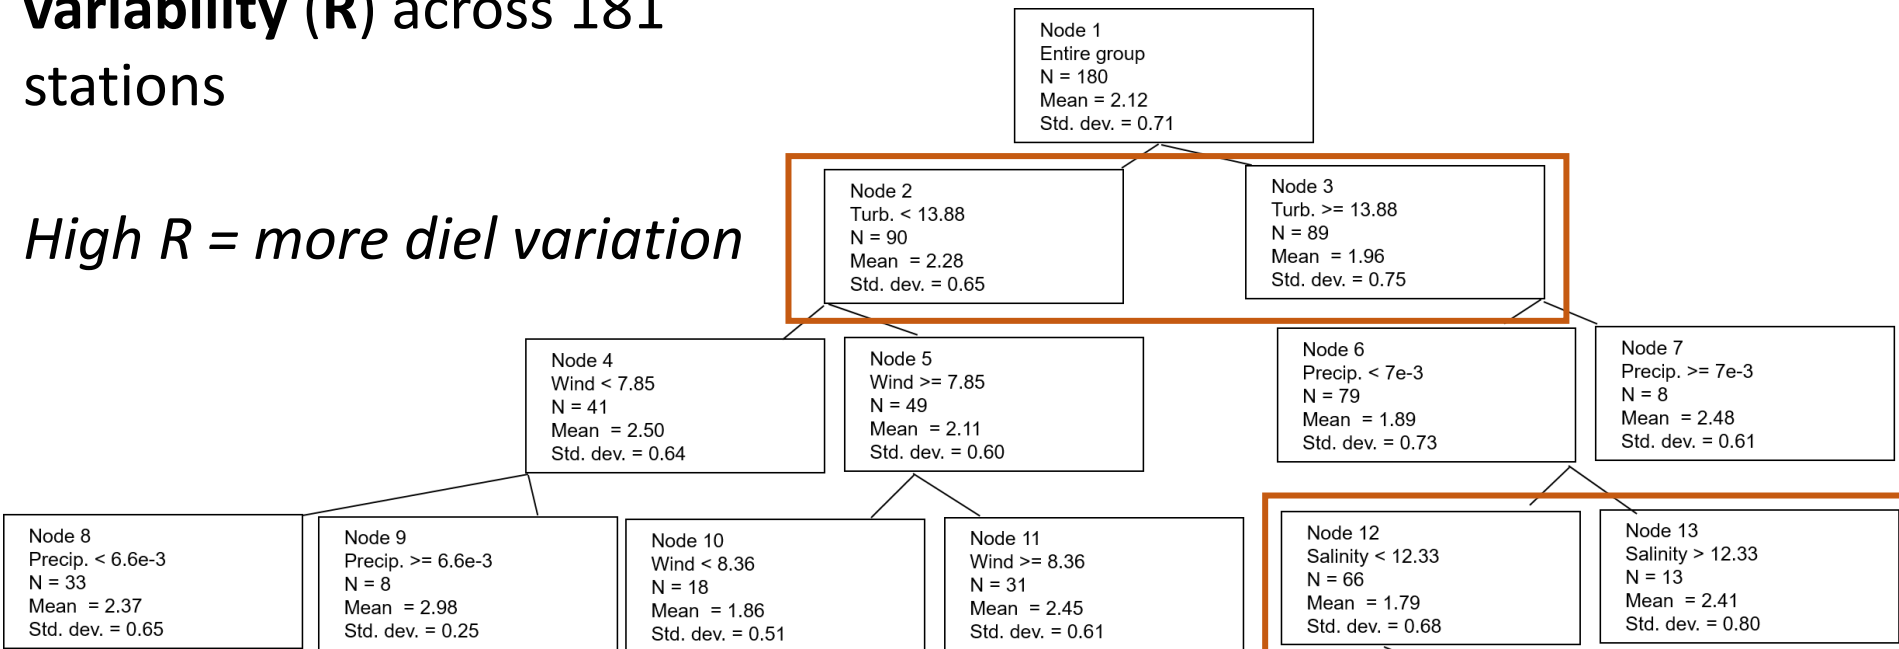 variability (R) across 181
stations
High R = more diel variation
Node 1
Entire group
N = 180
Mean = 2.12
Std. dev. = 0.71
Node 2
Turb. < 13.88
N = 90
Mean = 2.28
Std. dev. = 0.65
Node 3
Turb. >= 13.88
N = 89
Mean = 1.96
Std. dev. = 0.75
Node 4
Wind < 7.85
N = 41
Mean = 2.50
Std. dev. = 0.64
Node 5
Wind >= 7.85
N = 49
Mean = 2.11
Std. dev. = 0.60
Node 6
Precip. < 7e-3
N = 79
Mean = 1.89
Std. dev. = 0.73
Node 7
Precip. >= 7e-3
N = 8
Mean = 2.48
Std. dev. = 0.61
Node 8
Precip. < 6.6e-3
N = 33
Mean = 2.37
Std. dev. = 0.65
Node 9
Precip. >= 6.6e-3
N = 8
Mean = 2.98
Std. dev. = 0.25
Node 10
Wind < 8.36
N = 18
Mean = 1.86
Std. dev. = 0.51
Node 11
Wind >= 8.36
N = 31
Mean = 2.45
Std. dev. = 0.61
Node 12
Salinity < 12.33
N = 66
Mean = 1.79
Std. dev. = 0.68
Node 13
Salinity > 12.33
N = 13
Mean = 2.41
Std. dev. = 0.80